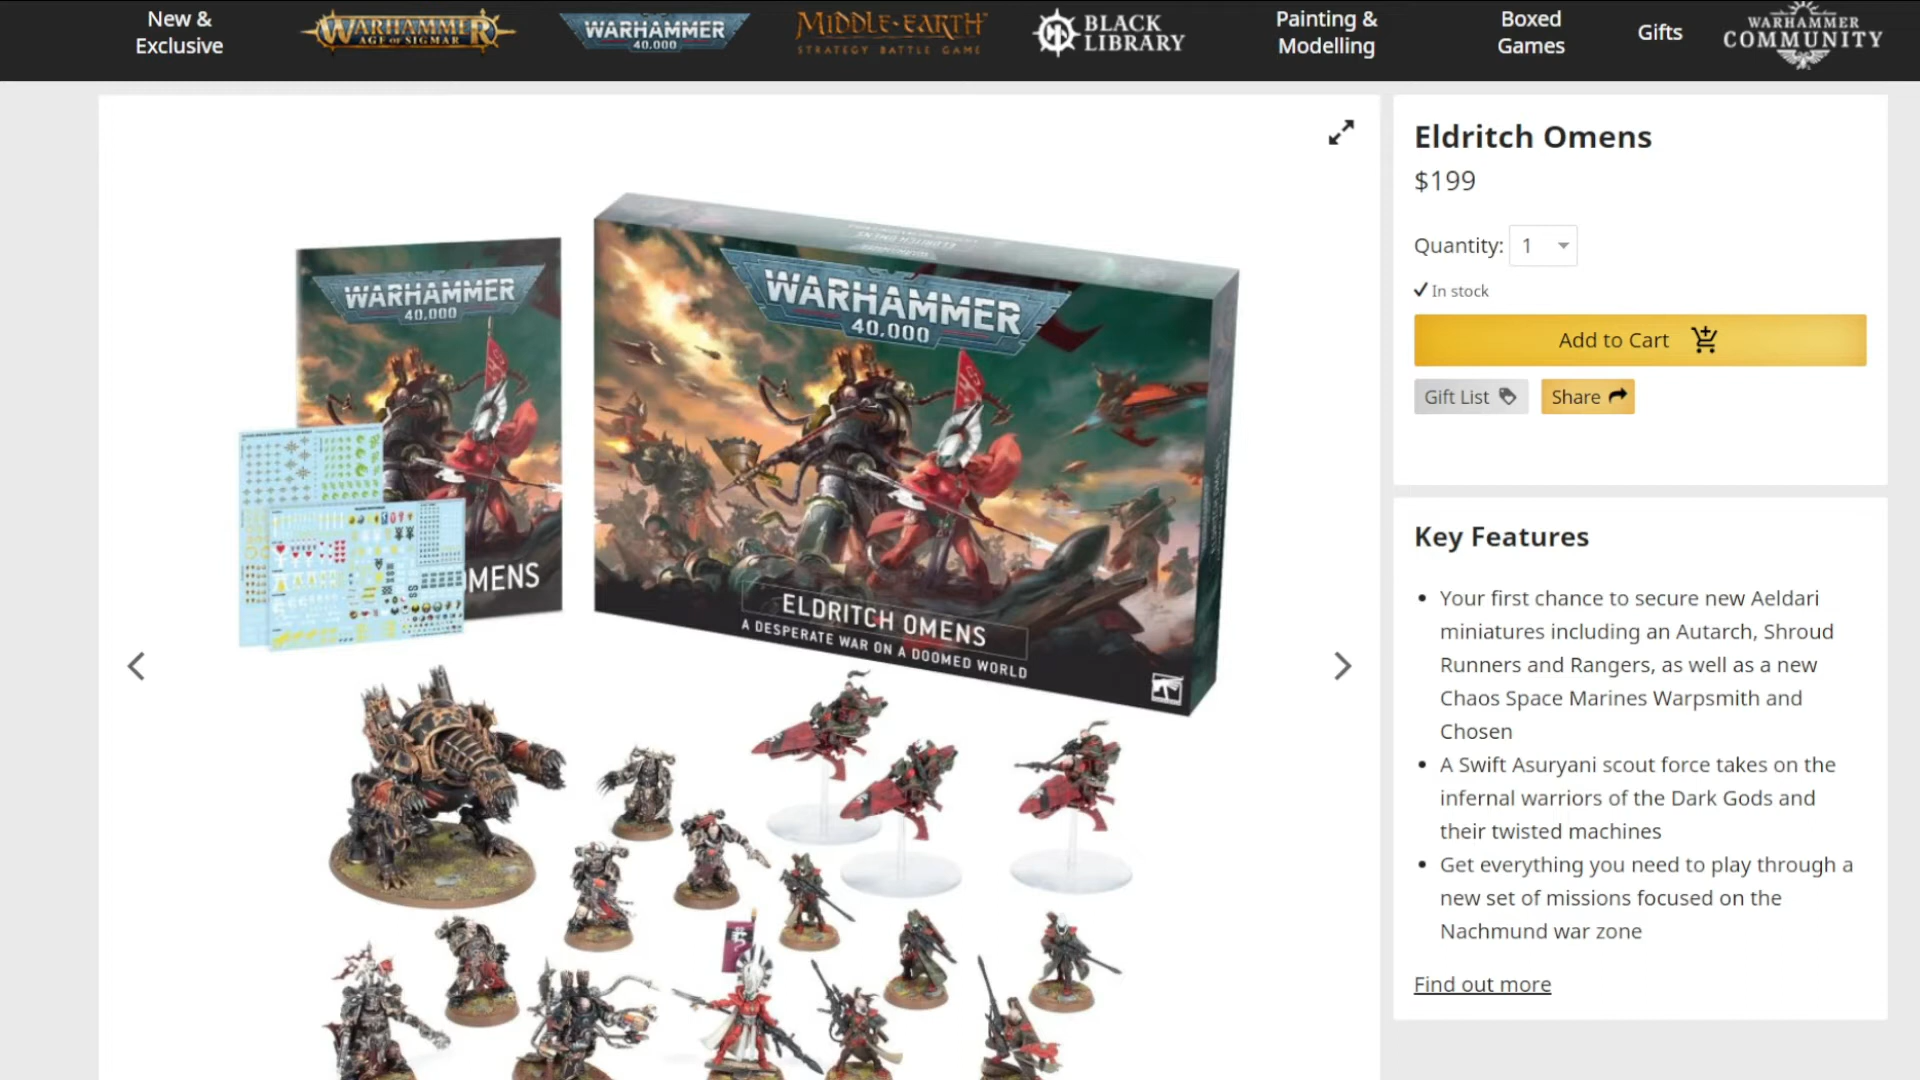 New &
Exclusive
WARHAMMER
AGE OF SIGMAR
WARHAMMER
40,000
MIDDLE-EARTH
STRATEGY BATTLE GAME
BLACK
LIBRARY
Painting &
Modelling
Boxed
Games
Gifts
WARHAMMER
COMMUNITY
WARHAMMER
40,000
OMENS
WARHAMMER
40,000
ELDRITCH OMENS
A DESPERATE WAR ON A DOOMED WORLD
Eldritch Omens
$199
Quantity: 1
In stock
Add to Cart
Gift List
Share
Key Features
• Your first chance to secure new Aeldari
miniatures including an Autarch, Shroud
Runners and Rangers, as well as a new
Chaos Space Marines Warpsmith and
Chosen
• A Swift Asuryani scout force takes on the
infernal warriors of the Dark Gods and
their twisted machines
• Get everything you need to play through a
new set of missions focused on the
Nachmund war zone
Find out more